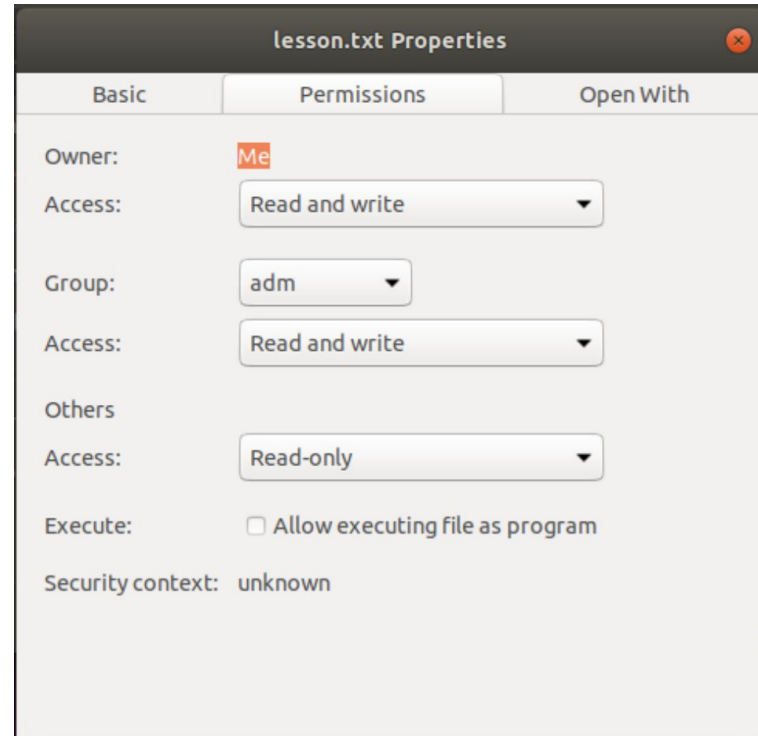 lesson.txt Properties
Basic Permissions Open With
Owner: Me
Access: Read and write
Group: adm
Access: Read and write
Others
Access: Read-only
Execute: Allow executing file as program
Security context: unknown